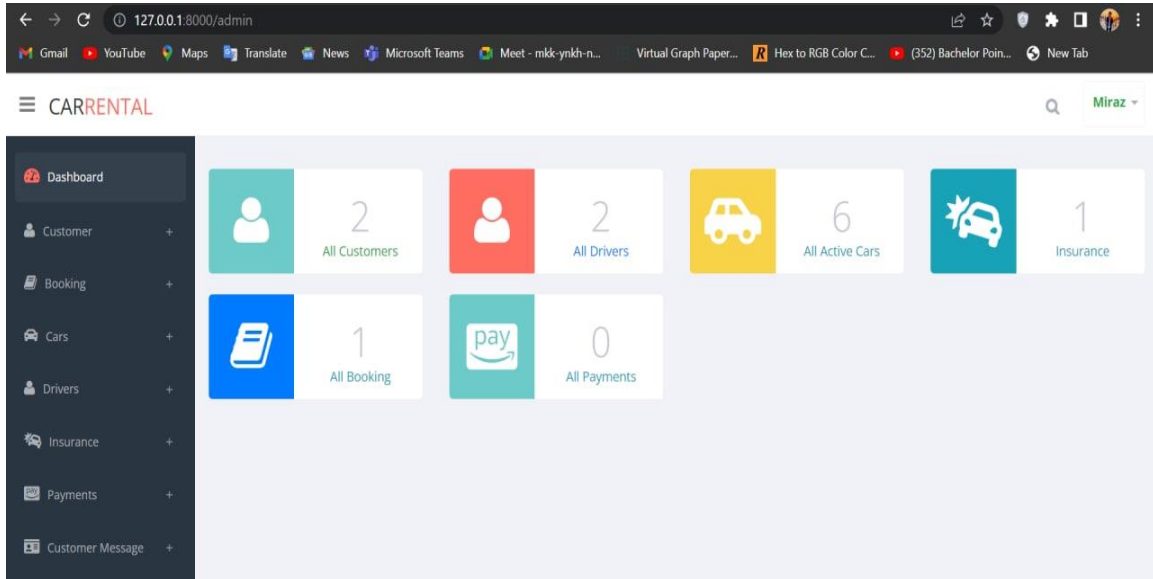 127.0.0.1:8000/admin
Gmail YouTube Maps Translate News Microsoft Teams Meet - mkk-ynkh-n... Virtual Graph Paper... Hex to RGB Color C... (352) Bachelor Poin... New Tab
CARRENTAL
Miraz
Dashboard
Customer +
Booking +
Cars +
Drivers +
Insurance +
Payments +
Customer Message +
2
All Customers
2
All Drivers
6
All Active Cars
1
Insurance
1
All Booking
pay
0
All Payments